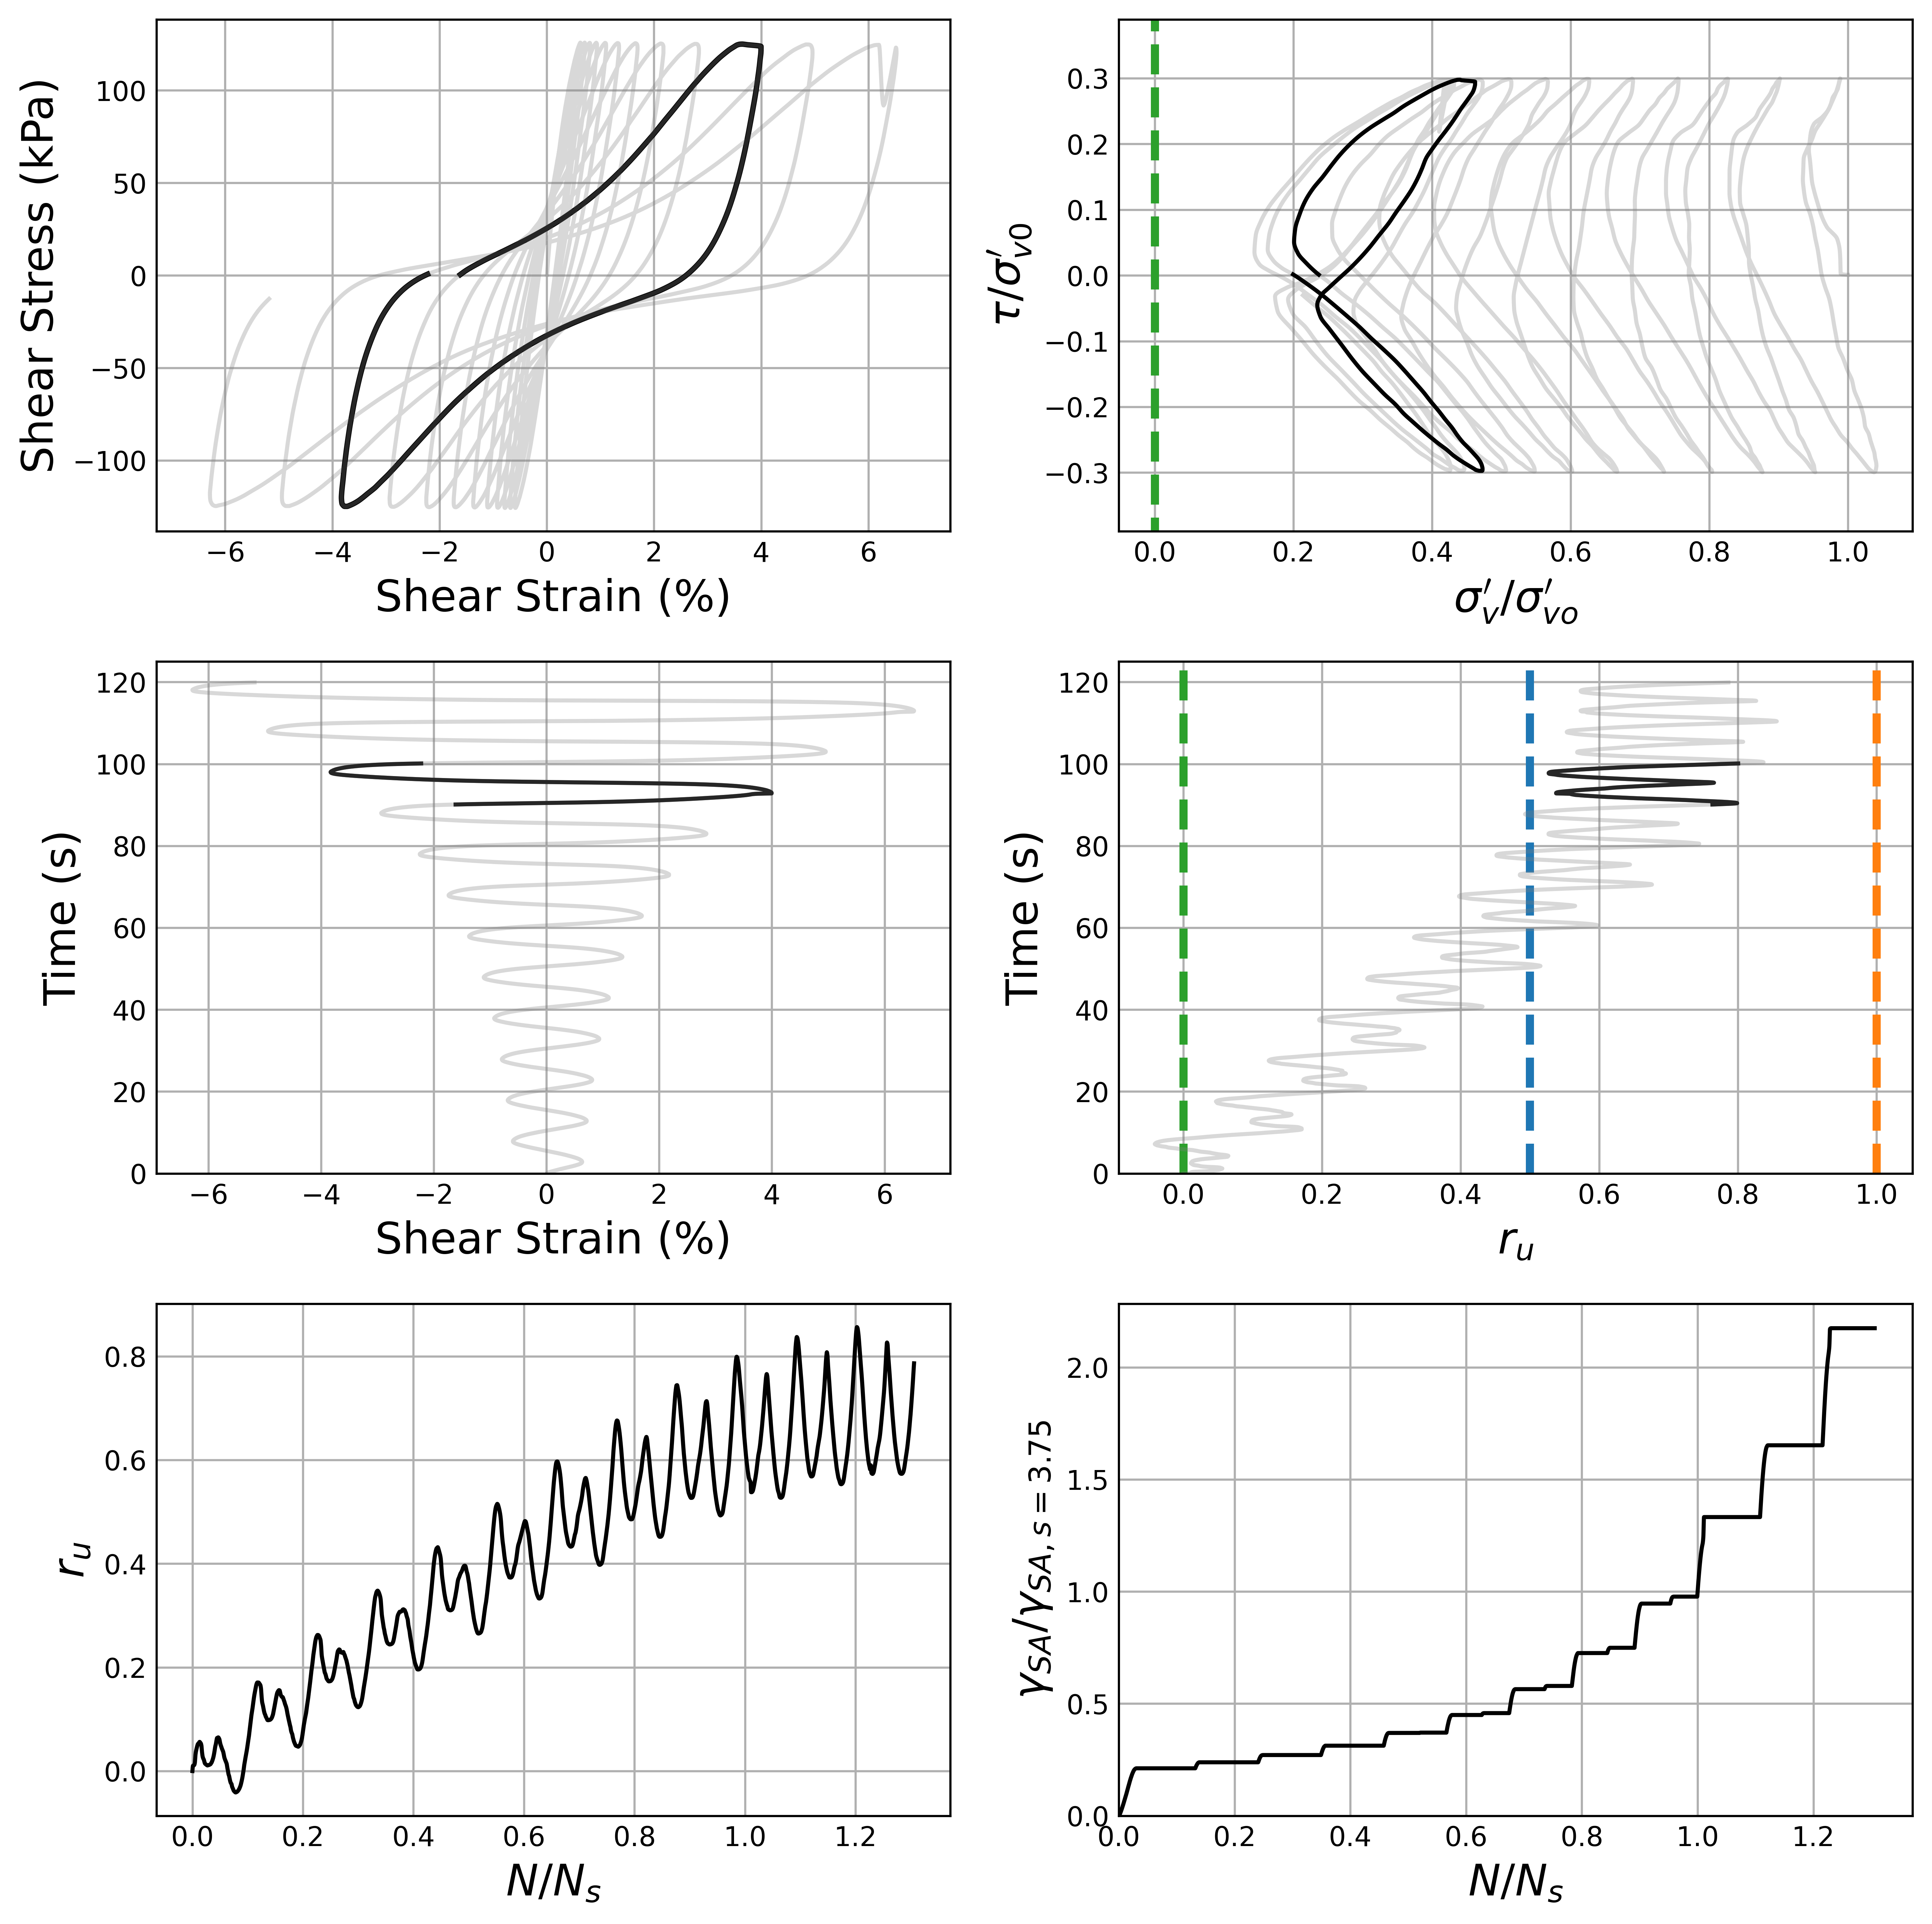 Shear Stress (kPa)
100
50
0
−50
−100
−6 −4 −2 0 2 4 6
Shear Strain (%)
τ/σ′v0
0.3
0.2
0.1
0.0
−0.1
−0.2
−0.3
0.0 0.2 0.4 0.6 0.8 1.0
σ′v/σ′vo
Time (s)
120
100
80
60
40
20
0
−6 −4 −2 0 2 4 6
Shear Strain (%)
Time (s)
120
100
80
60
40
20
0
0.0 0.2 0.4 0.6 0.8 1.0
ru
ru
0.8
0.6
0.4
0.2
0.0
0.0 0.2 0.4 0.6 0.8 1.0 1.2
N/Ns
γSA/γSA, s = 3.75
2.0
1.5
1.0
0.5
0.0
0.0 0.2 0.4 0.6 0.8 1.0 1.2
N/Ns